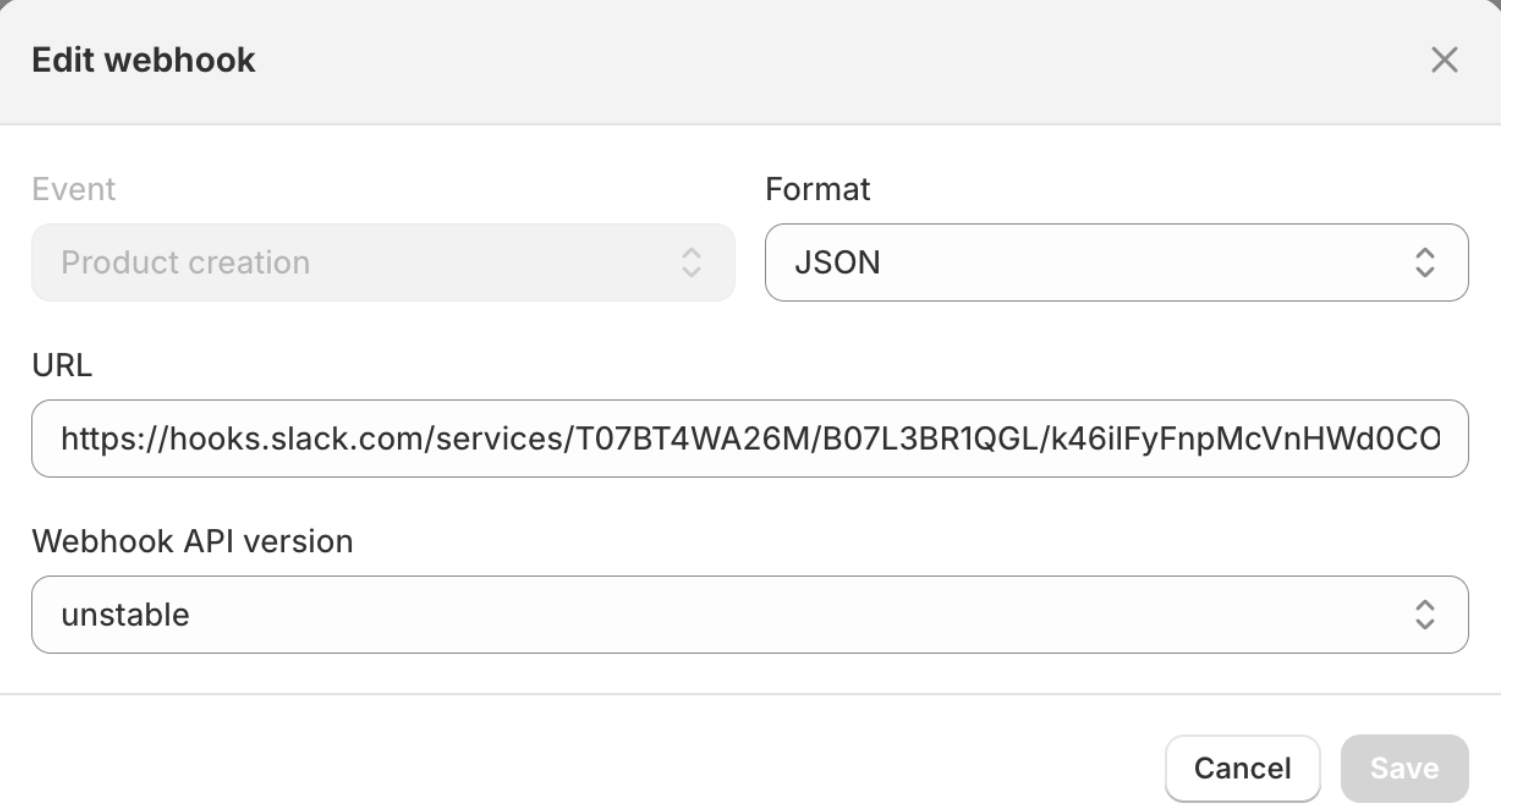 Edit webhook
Event
Format
Product creation
JSON
URL
https://hooks.slack.com/services/T07BT4WA26M/B07L3BR1QGL/k46ilFyFnpMcVnHWd0CO
Webhook API version
unstable
Cancel
Save